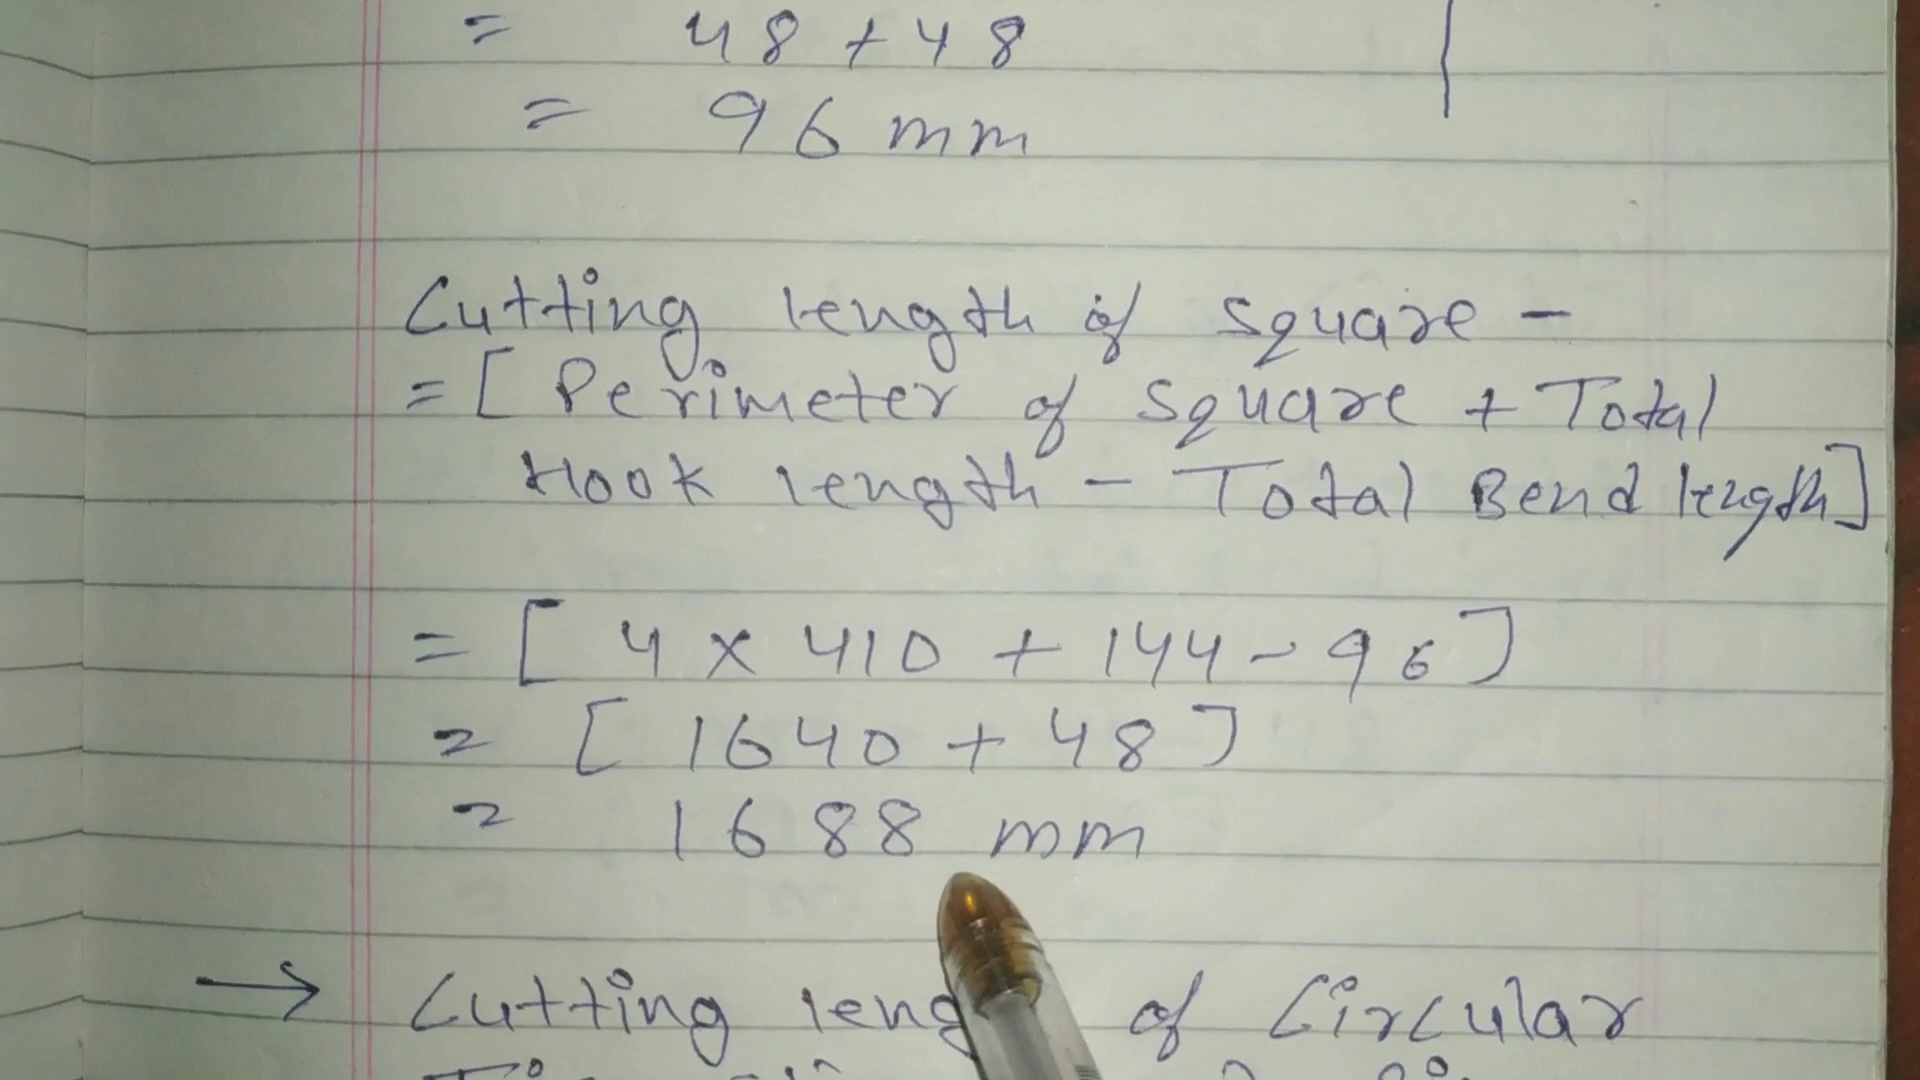 = 48 + 48
= 96 mm
Cutting length of square -
= [ Perimeter of square + Total
Hook length - Total Bend length]
= [ 4 x 410 + 144 - 96 ]
= [ 1640 + 48 ]
= 1688 mm
→ Cutting of Circular